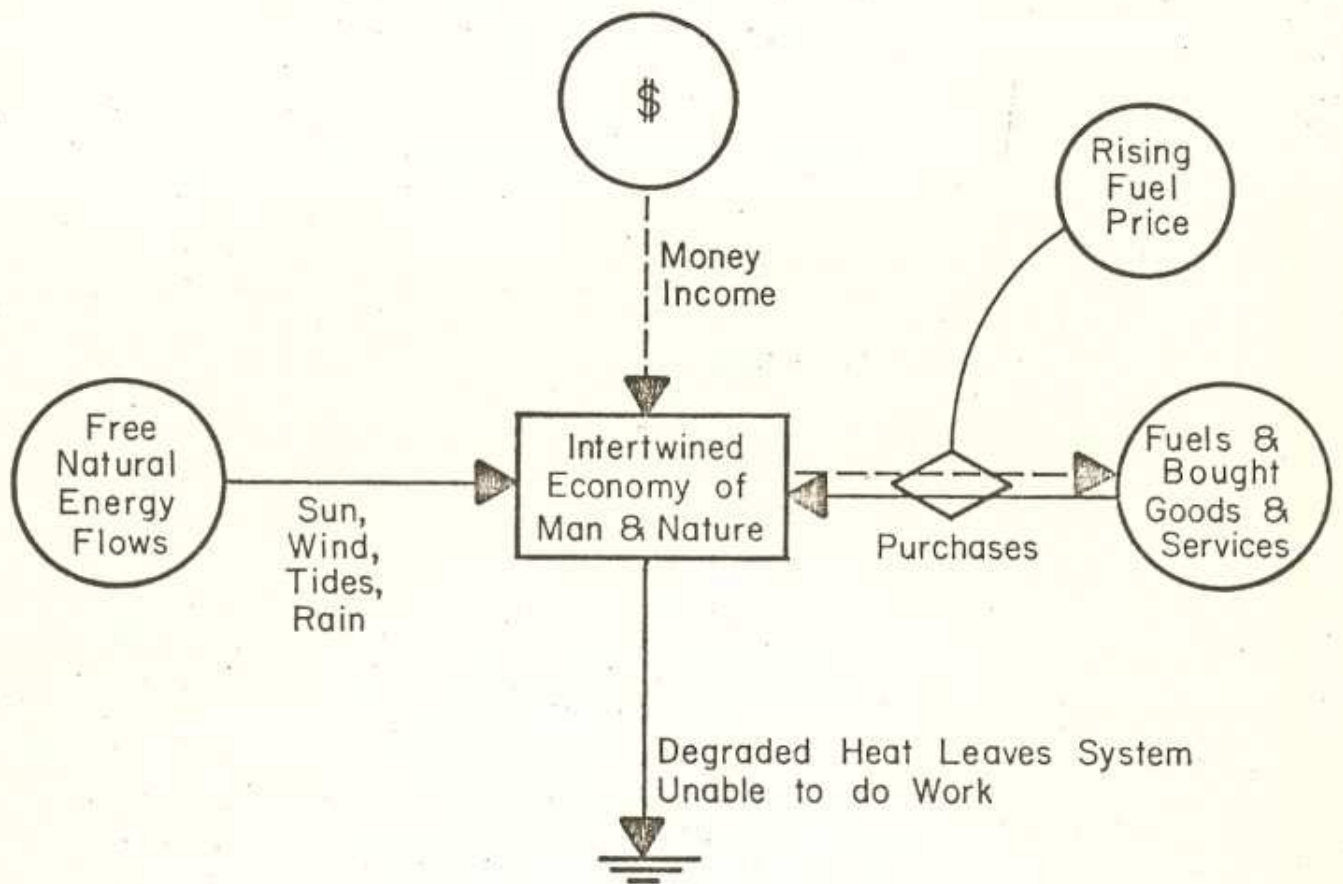 $
Money
Income
Rising
Fuel
Price
Free
Natural
Energy
Flows
Sun,
Wind,
Tides,
Rain
Intertwined
Economy of
Man & Nature
Purchases
Fuels &
Bought
Goods &
Services
Degraded Heat Leaves System
Unable to do Work